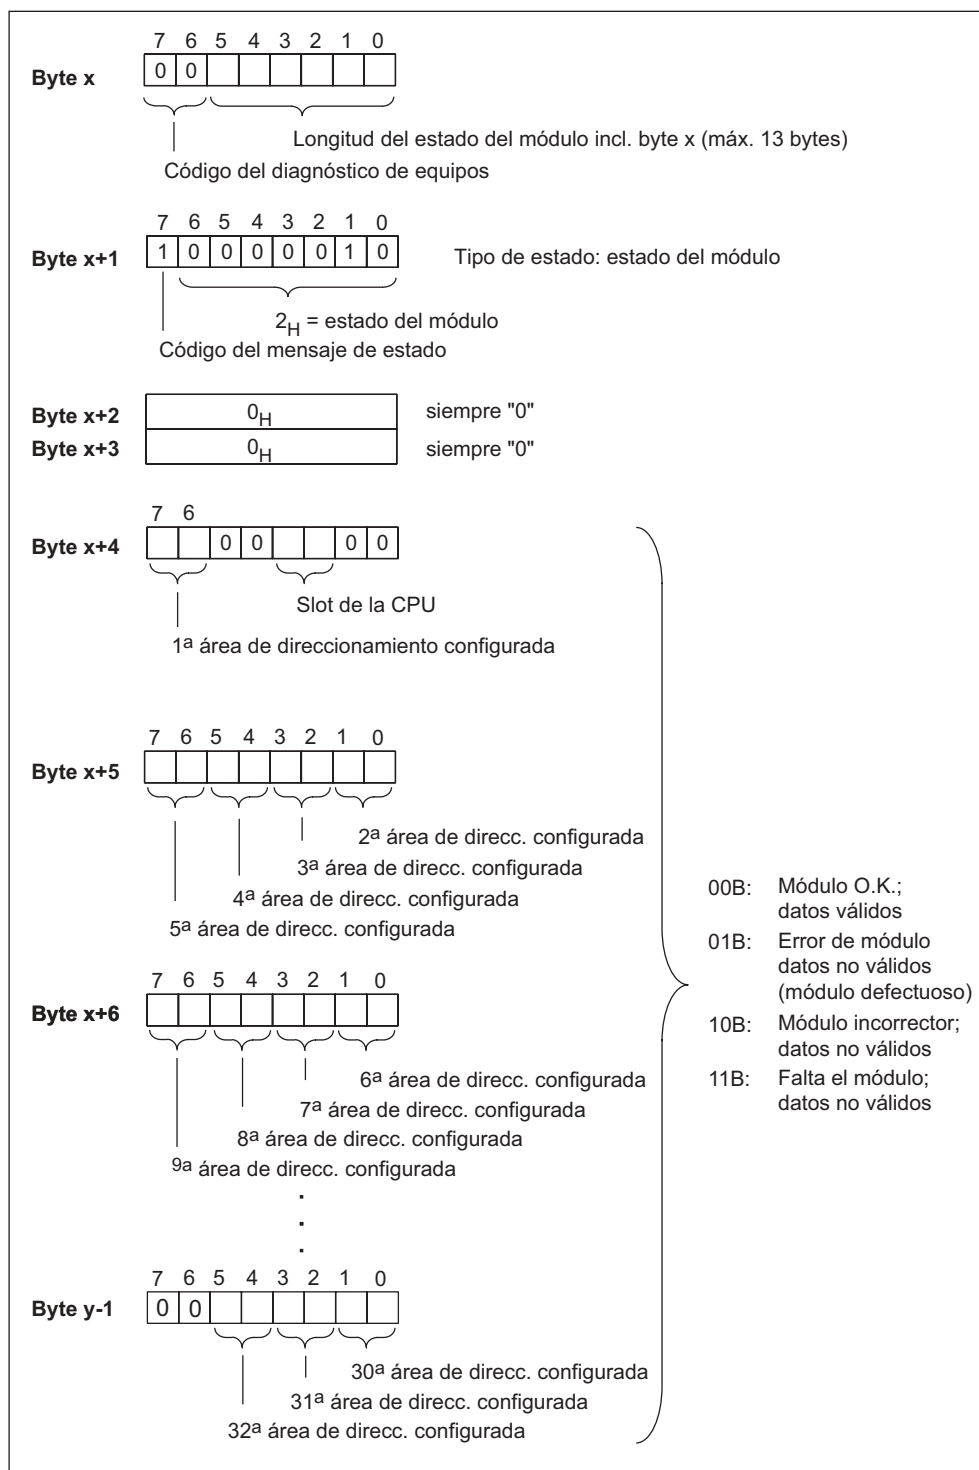 7 6 5 4 3 2 1 0
Byte x 0 0
Longitud del estado del módulo incl. byte x (máx. 13 bytes)
Código del diagnóstico de equipos
7 6 5 4 3 2 1 0
Byte x+1 1 0 0 0 0 0 1 0 Tipo de estado: estado del módulo
2H = estado del módulo
Código del mensaje de estado
Byte x+2 0H siempre "0"
Byte x+3 0H siempre "0"
7 6
Byte x+4 0 0 0 0
Slot de la CPU
1ª área de direccionamiento configurada
7 6 5 4 3 2 1 0
Byte x+5
2ª área de direcc. configurada
3ª área de direcc. configurada
4ª área de direcc. configurada
5ª área de direcc. configurada
7 6 5 4 3 2 1 0
Byte x+6
6ª área de direcc. configurada
7ª área de direcc. configurada
8ª área de direcc. configurada
9ª área de direcc. configurada
.
.
.
7 6 5 4 3 2 1 0
Byte y-1 0 0
30ª área de direcc. configurada
31ª área de direcc. configurada
32ª área de direcc. configurada
00B: Módulo O.K.;
datos válidos
01B: Error de módulo
datos no válidos
(módulo defectuoso)
10B: Módulo incorrector;
datos no válidos
11B: Falta el módulo;
datos no válidos